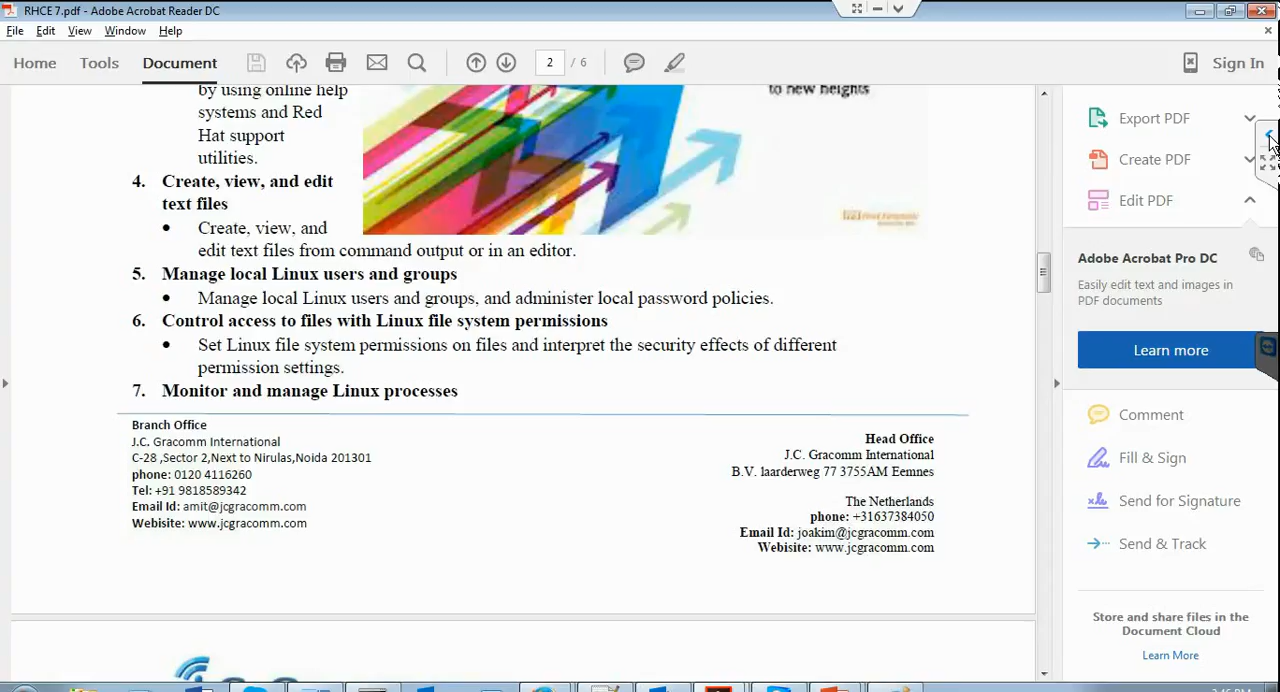 RHCE 7.pdf - Adobe Acrobat Reader DC
File Edit View Window Help
Home Tools Document 2 / 6 Sign In
by using online help
systems and Red
Hat support
utilities.
to new heights
4. Create, view, and edit
text files
• Create, view, and
edit text files from command output or in an editor.
5. Manage local Linux users and groups
• Manage local Linux users and groups, and administer local password policies.
6. Control access to files with Linux file system permissions
• Set Linux file system permissions on files and interpret the security effects of different
permission settings.
7. Monitor and manage Linux processes
Branch Office
J.C. Gracomm International
C-28 ,Sector 2,Next to Nirulas,Noida 201301
phone: 0120 4116260
Tel: +91 9818589342
Email Id: amit@jcgracomm.com
Webisite: www.jcgracomm.com
Head Office
J.C. Gracomm International
B.V. laarderweg 77 3755AM Eemnes
The Netherlands
phone: +31637384050
Email Id: joakim@jcgracomm.com
Webisite: www.jcgracomm.com
Export PDF
Create PDF
Edit PDF
Adobe Acrobat Pro DC
Easily edit text and images in
PDF documents
Learn more
Comment
Fill & Sign
Send for Signature
Send & Track
Store and share files in the
Document Cloud
Learn More